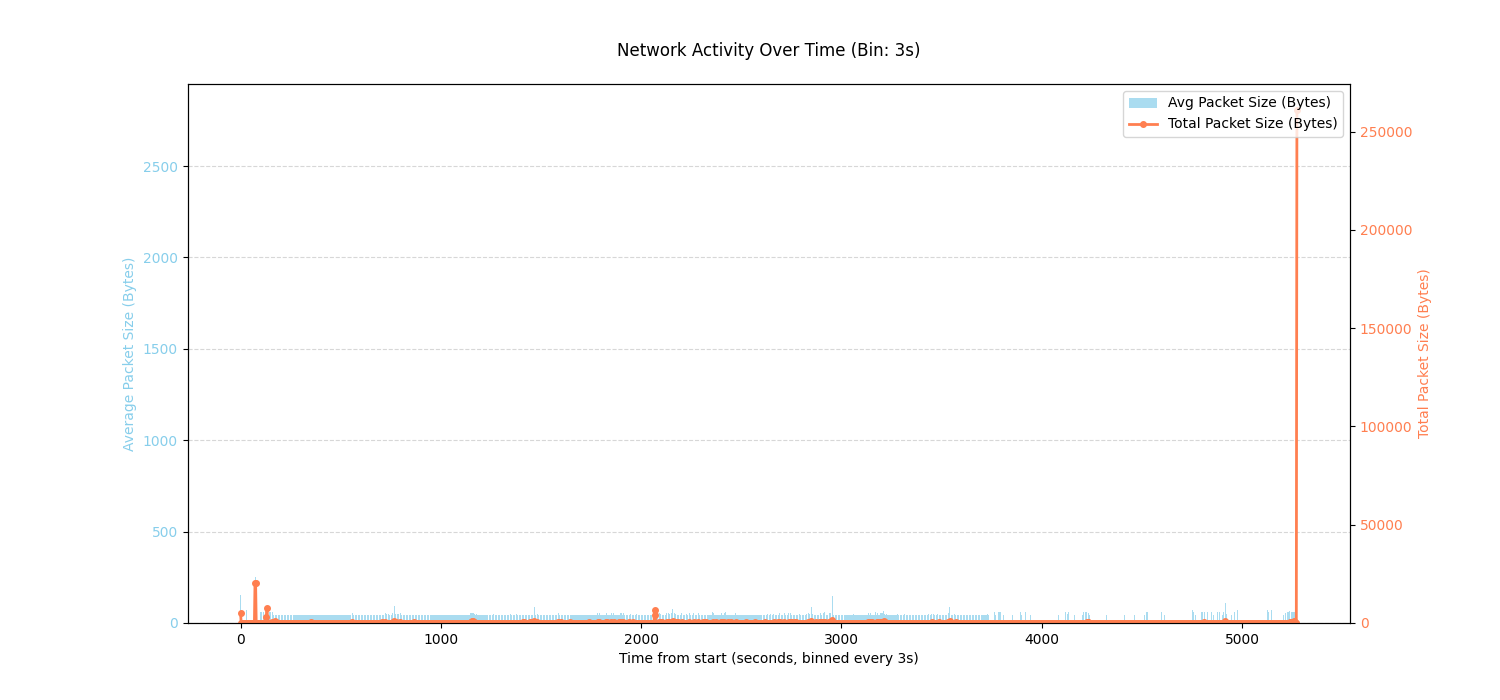 Network Activity Over Time (Bin: 3s)
Avg Packet Size (Bytes)
Total Packet Size (Bytes)
Average Packet Size (Bytes)
2500
2000
1500
1000
500
0
250000
200000
150000
100000
50000
0
Total Packet Size (Bytes)
0 1000 2000 3000 4000 5000
Time from start (seconds, binned every 3s)